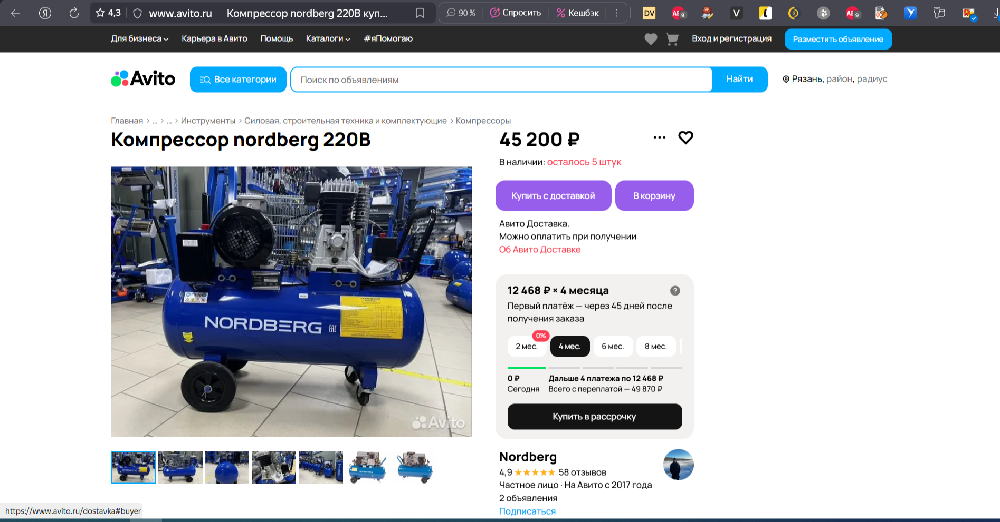 4,3
www.avito.ru
Компрессор nordberg 220В куп...
90 %
Спросить
Кешбэк
DV
9
V
L
9
Для бизнеса
Карьера в Авито
Помощь
Каталоги
#яПомогаю
Вход и регистрация
Разместить объявление
Avito
Все категории
Поиск по объявлениям
Найти
Рязань, район, радиус
Главная > ... > ... > Инструменты > Силовая, строительная техника и комплектующие > Компрессоры
Компрессор nordberg 220В
45 200 ₽
В наличии: осталось 5 штук
Купить с доставкой
В корзину
Авито Доставка.
Можно оплатить при получении
Об Авито Доставке
NORDBERG
EAC
Avito
12 468 ₽ × 4 месяца
?
Первый платёж — через 45 дней после
получения заказа
0%
2 мес.
4 мес.
6 мес.
8 мес.
0 ₽
Сегодня
Дальше 4 платежа по 12 468 ₽
Всего с переплатой — 49 870 ₽
Купить в рассрочку
Nordberg
4,9
58 отзывов
Частное лицо · На Авито с 2017 года
2 объявления
Подписаться
https://www.avito.ru/dostavka#buyer